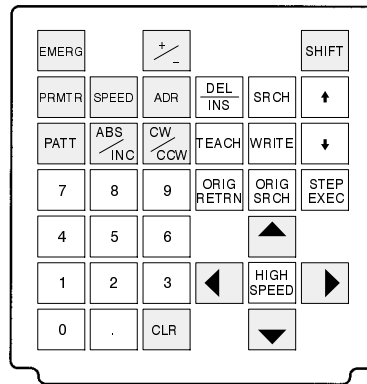 EMERG + / − SHIFT
PRMTR SPEED ADR DEL / INS SRCH ↑
PATT ABS / INC CW / CCW TEACH WRITE ↓
7 8 9 ORIG RETRN ORIG SRCH STEP EXEC
4 5 6 ▲
1 2 3 ◀ HIGH SPEED ▶
0 . CLR ▼